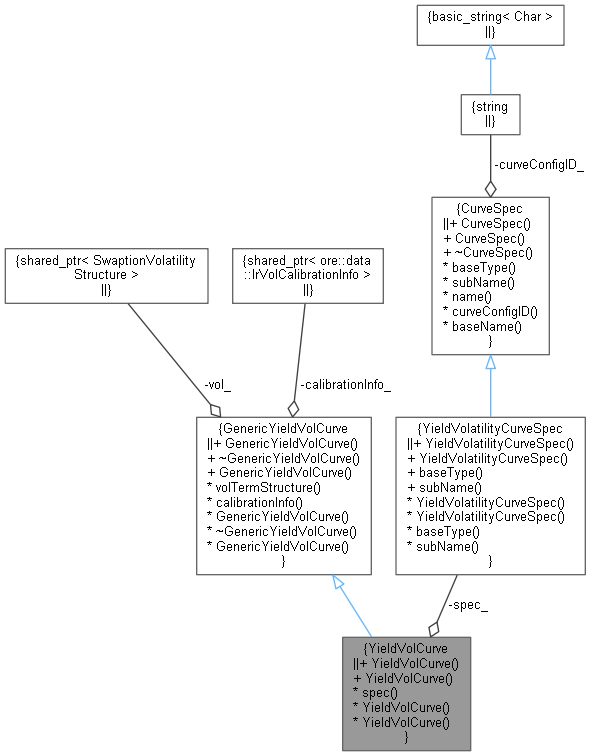 {basic_string< Char >
||}
{string
||}
-curveConfigID_
{CurveSpec
||+ CurveSpec()
+ CurveSpec()
+ ~CurveSpec()
* baseType()
* subName()
* name()
* curveConfigID()
* baseName()
}
{shared_ptr< SwaptionVolatility
Structure >
||}
{shared_ptr< ore::data
::IrVolCalibrationInfo >
||}
-vol_
-calibrationInfo_
{GenericYieldVolCurve
||+ GenericYieldVolCurve()
+ ~GenericYieldVolCurve()
+ GenericYieldVolCurve()
* volTermStructure()
* calibrationInfo()
* GenericYieldVolCurve()
* ~GenericYieldVolCurve()
* GenericYieldVolCurve()
}
{YieldVolatilityCurveSpec
||+ YieldVolatilityCurveSpec()
+ YieldVolatilityCurveSpec()
+ baseType()
+ subName()
* YieldVolatilityCurveSpec()
* YieldVolatilityCurveSpec()
* baseType()
* subName()
}
-spec_
{YieldVolCurve
||+ YieldVolCurve()
+ YieldVolCurve()
* spec()
* YieldVolCurve()
* YieldVolCurve()
}